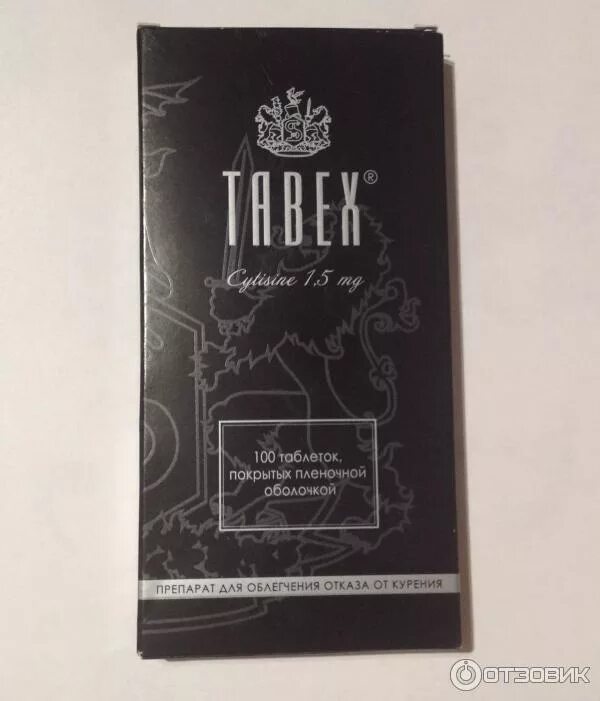 TABEX®
Cytisine 1,5 mg
100 таблеток,
покрытых пленочной
оболочкой
ПРЕПАРАТ ДЛЯ ОБЛЕГЧЕНИЯ ОТКАЗА ОТ КУРЕНИЯ
ОТЗОВИК